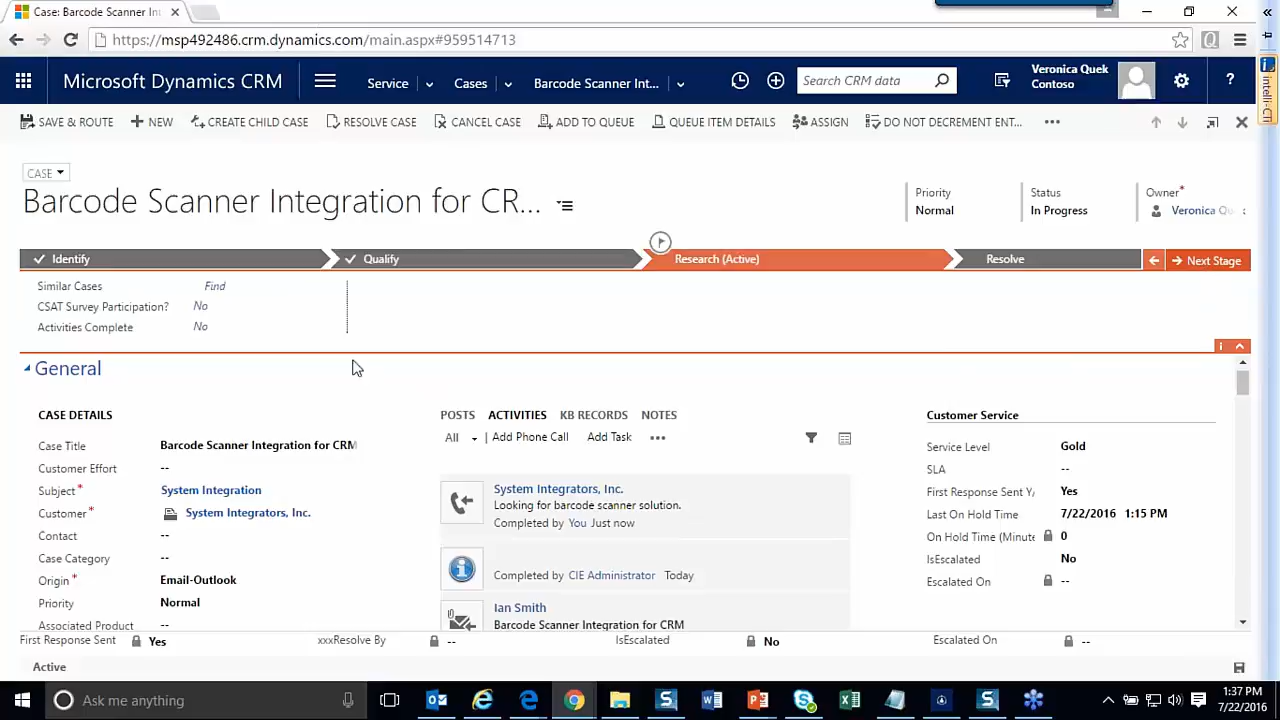 Case: Barcode Scanner In
https://msp492486.crm.dynamics.com/main.aspx#959514713
Microsoft Dynamics CRM
Service
Cases
Barcode Scanner Int...
Search CRM data
Veronica Quek
Contoso
?
SAVE & ROUTE
NEW
CREATE CHILD CASE
RESOLVE CASE
CANCEL CASE
ADD TO QUEUE
QUEUE ITEM DETAILS
ASSIGN
DO NOT DECREMENT ENT...
CASE
Barcode Scanner Integration for CR...
Priority
Normal
Status
In Progress
Owner*
Veronica Qu
Identify
Qualify
Research (Active)
Resolve
Next Stage
Similar Cases Find
CSAT Survey Participation? No
Activities Complete No
General
CASE DETAILS
Case Title Barcode Scanner Integration for CRM
Customer Effort --
Subject* System Integration
Customer* System Integrators, Inc.
Contact --
Case Category --
Origin* Email-Outlook
Priority Normal
Associated Product --
POSTS ACTIVITIES KB RECORDS NOTES
All | Add Phone Call Add Task
System Integrators, Inc.
Looking for barcode scanner solution.
Completed by You Just now
Completed by CIE Administrator Today
Ian Smith
Barcode Scanner Integration for CRM
Customer Service
Service Level Gold
SLA --
First Response Sent Y/ Yes
Last On Hold Time 7/22/2016 1:15 PM
On Hold Time (Minute 0
IsEscalated No
Escalated On --
First Response Sent Yes
xxxResolve By --
IsEscalated No
Escalated On --
Active
Ask me anything
1:37 PM
7/22/2016